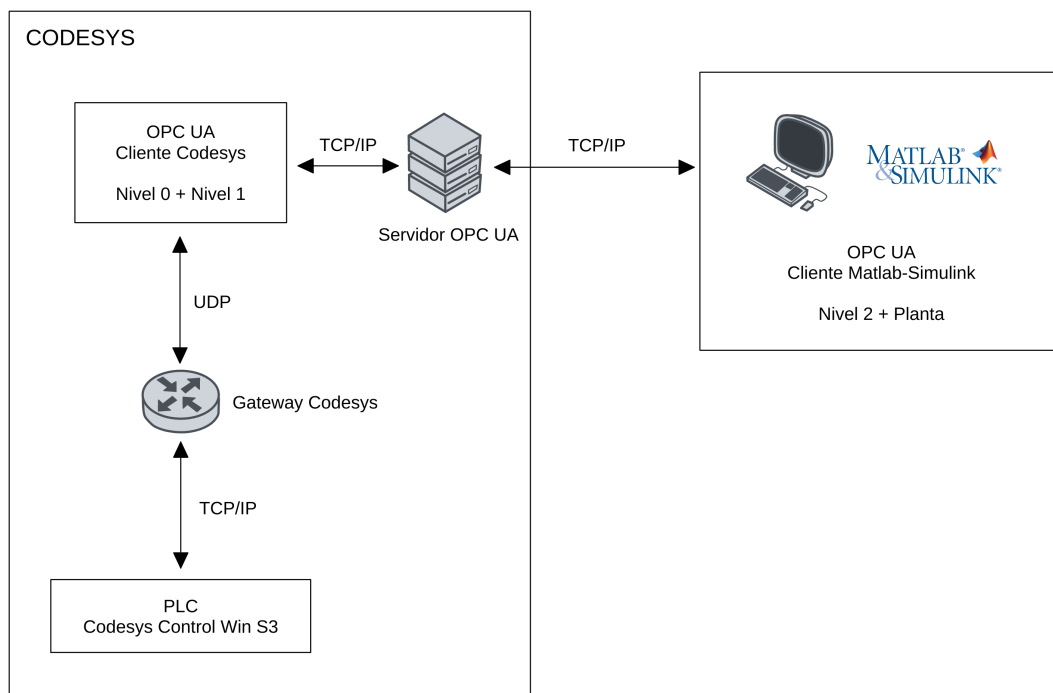 CODESYS
OPC UA
Cliente Codesys
Nivel 0 + Nivel 1
TCP/IP
Servidor OPC UA
TCP/IP
MATLAB®
&SIMULINK®
OPC UA
Cliente Matlab-Simulink
Nivel 2 + Planta
UDP
Gateway Codesys
TCP/IP
PLC
Codesys Control Win S3